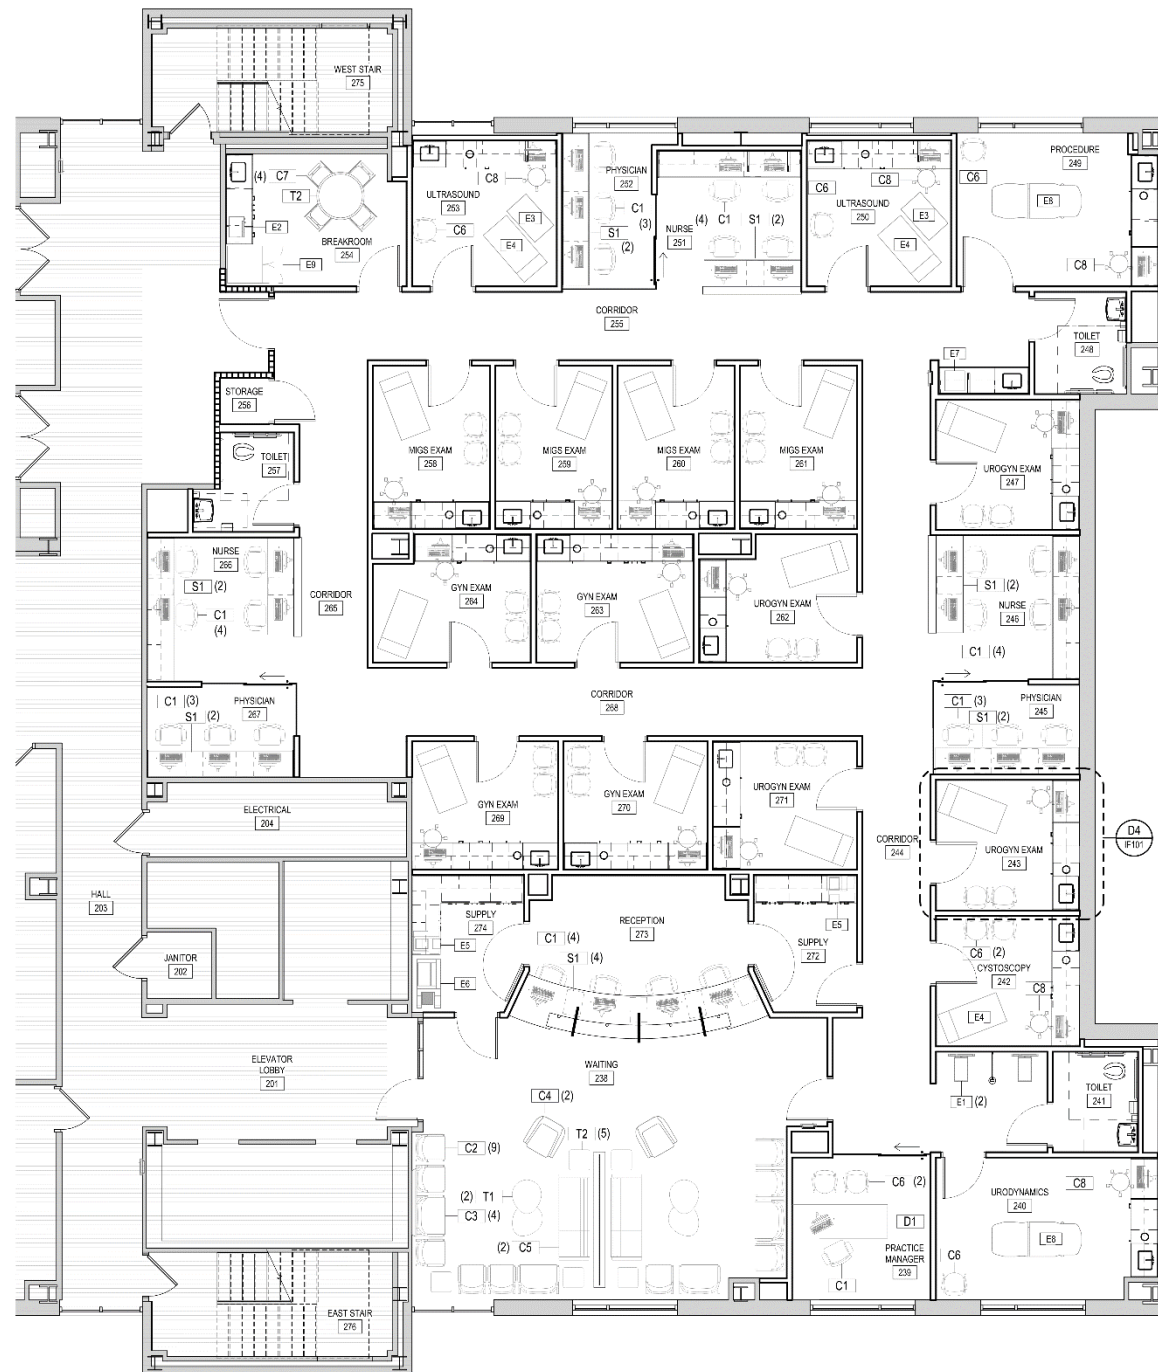 WEST STAIR
275
(4) C7
T2
E2
BREAKROOM
254
E9
C8
ULTRASOUND
253
C6
E3
E4
PHYSICIAN
252
C1
(3)
S1
(2)
NURSE
251
(4) C1
S1 (2)
C6
C8
ULTRASOUND
250
E3
E4
PROCEDURE
249
C6
E8
C8
CORRIDOR
255
TOILET
248
E7
STORAGE
256
TOILET
257
MIGS EXAM
258
MIGS EXAM
259
MIGS EXAM
260
MIGS EXAM
261
UROGYN EXAM
247
NURSE
266
S1 (2)
C1
(4)
CORRIDOR
265
GYN EXAM
264
GYN EXAM
263
UROGYN EXAM
262
S1 (2)
NURSE
246
C1 (4)
C1 (3)
S1 (2)
PHYSICIAN
267
CORRIDOR
268
C1 (3)
S1 (2)
PHYSICIAN
245
GYN EXAM
269
GYN EXAM
270
UROGYN EXAM
271
ELECTRICAL
204
CORRIDOR
244
UROGYN EXAM
243
D4
IF101
HALL
203
JANITOR
202
SUPPLY
274
E5
E6
RECEPTION
273
C1 (4)
S1 (4)
SUPPLY
272
E5
C6 (2)
CYSTOSCOPY
242
C8
E4
ELEVATOR
LOBBY
201
WAITING
238
C4 (2)
T2 (5)
C2 (9)
(2) T1
C3 (4)
(2) C5
E1 (2)
TOILET
241
C6 (2)
D1
PRACTICE
MANAGER
239
C1
C8
URODYNAMICS
240
E8
C6
EAST STAIR
276